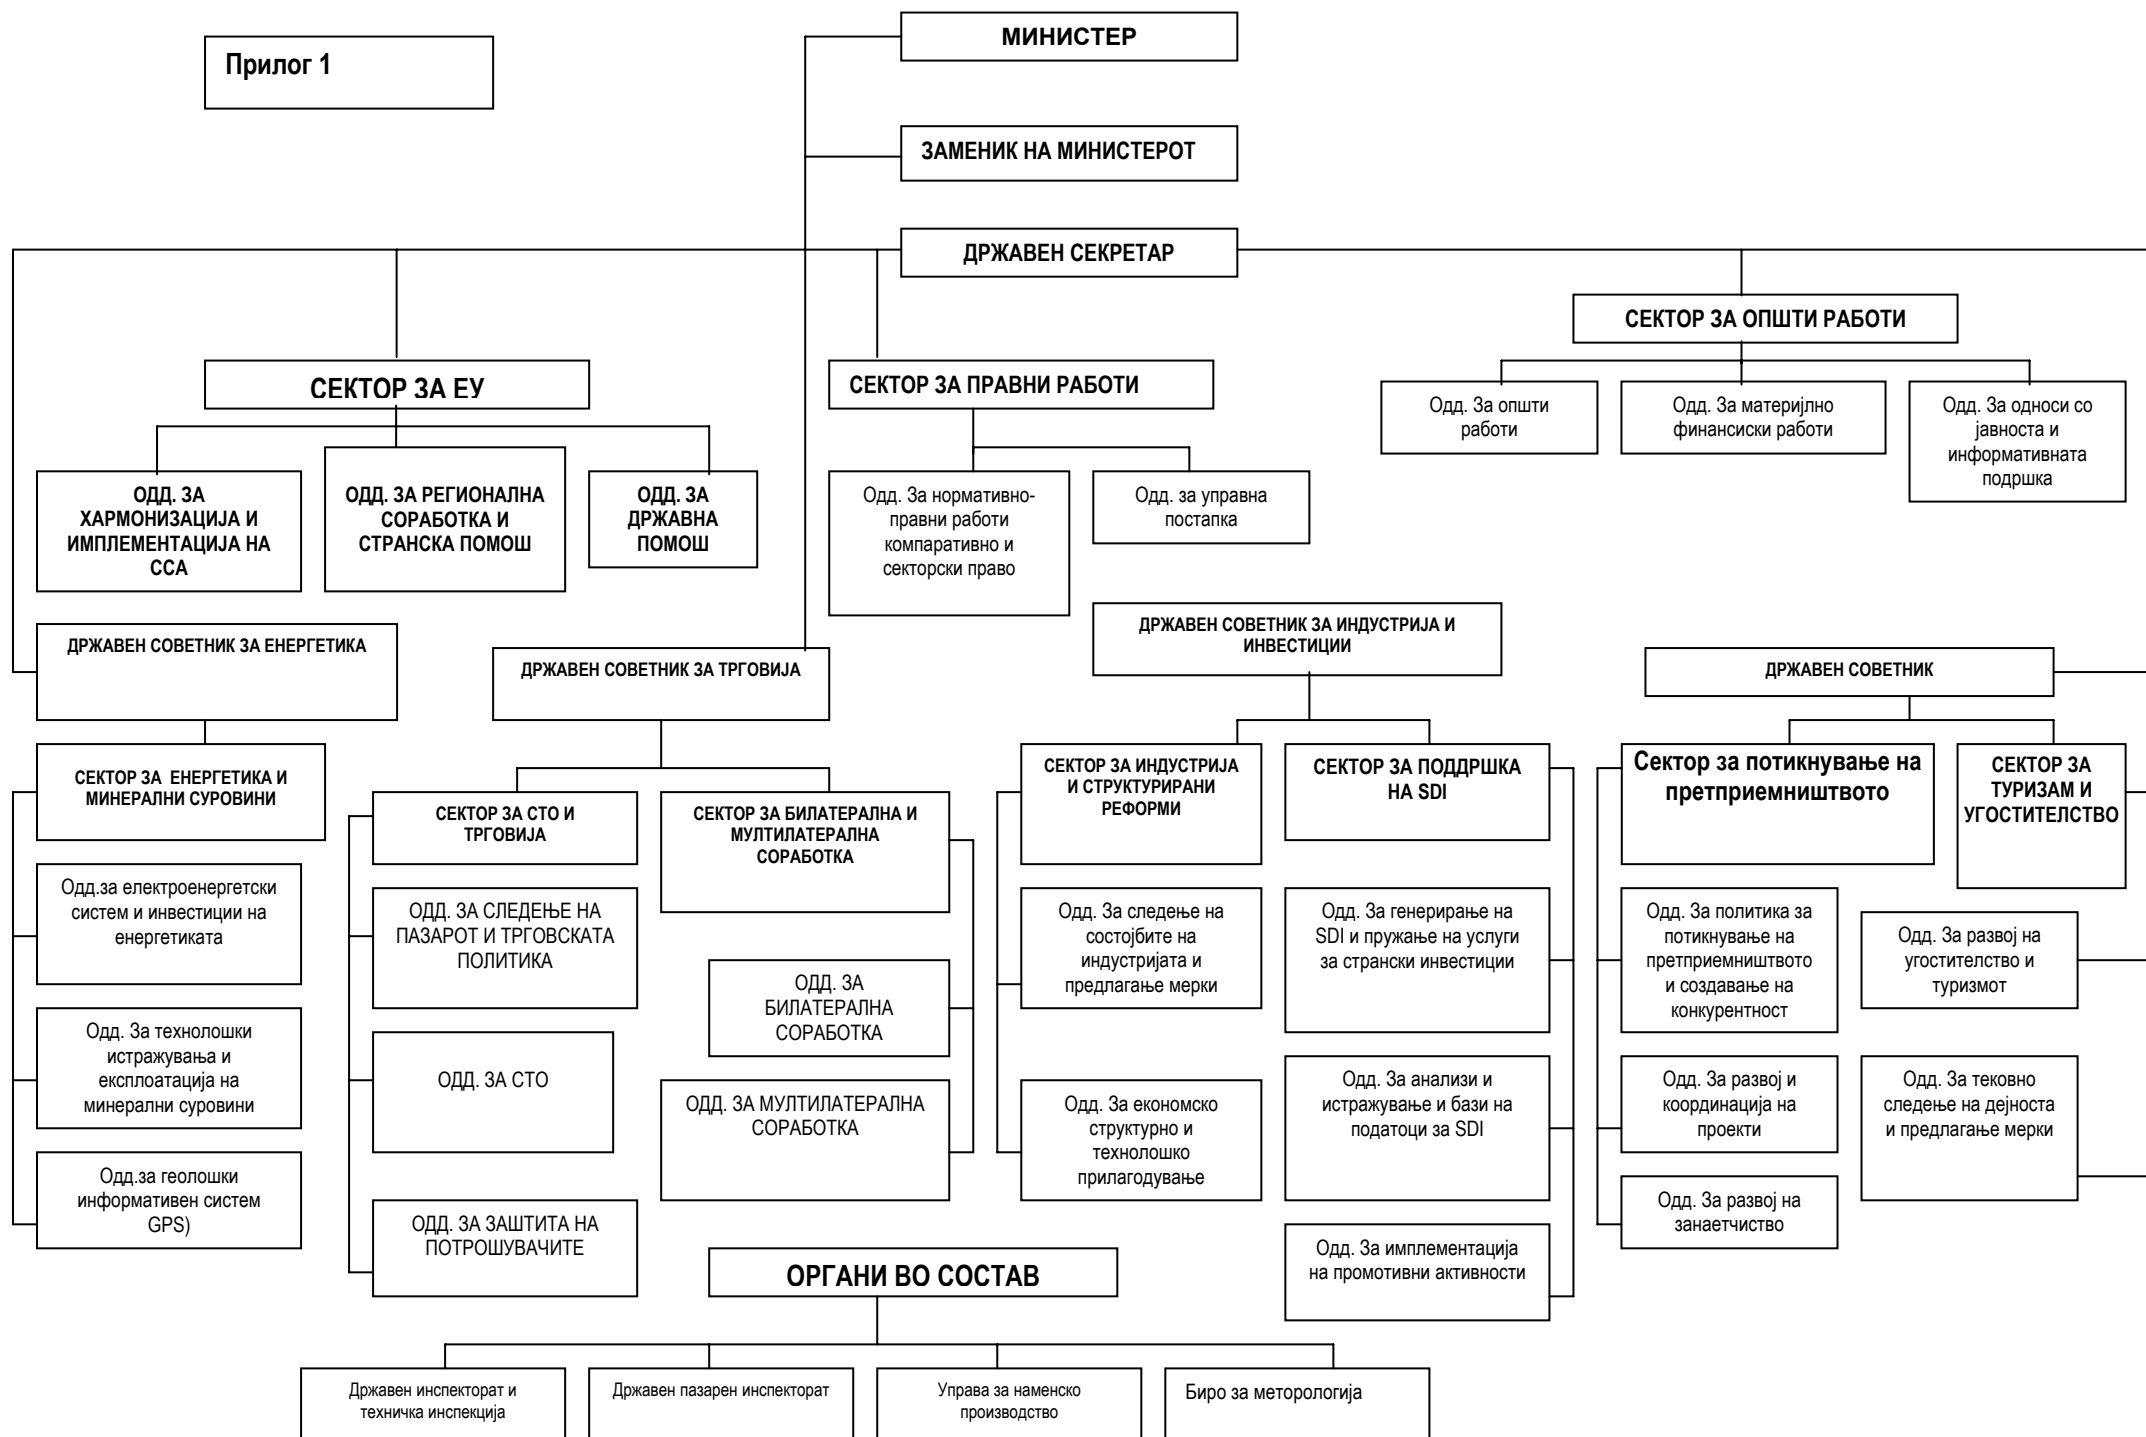 Прилог 1
МИНИСТЕР
ЗАМЕНИК НА МИНИСТЕРОТ
ДРЖАВЕН СЕКРЕТАР
СЕКТОР ЗА ОПШТИ РАБОТИ
Одд. За општи
работи
Одд. За материјлно
финансиски работи
Одд. За односи со
јавноста и
информативната
подршка
СЕКТОР ЗА ЕУ
ОДД. ЗА
ХАРМОНИЗАЦИЈА И
ИМПЛЕМЕНТАЦИЈА НА
ССА
ОДД. ЗА РЕГИОНАЛНА
СОРАБОТКА И
СТРАНСКА ПОМОШ
ОДД. ЗА
ДРЖАВНА
ПОМОШ
СЕКТОР ЗА ПРАВНИ РАБОТИ
Одд. За нормативно-
правни работи
компаративно и
секторски право
Одд. за управна
постапка
ДРЖАВЕН СОВЕТНИК ЗА ЕНЕРГЕТИКА
СЕКТОР ЗА  ЕНЕРГЕТИКА И
МИНЕРАЛНИ СУРОВИНИ
Одд.за електроенергетски
систем и инвестиции на
енергетиката
Одд. За технолошки
истражувања и
експлоатација на
минерални суровини
Одд.за геолошки
информативен систем
GPS)
ДРЖАВЕН СОВЕТНИК ЗА ТРГОВИЈА
СЕКТОР ЗА СТО И
ТРГОВИЈА
ОДД. ЗА СЛЕДЕЊЕ НА
ПАЗАРОТ И ТРГОВСКАТА
ПОЛИТИКА
ОДД. ЗА СТО
ОДД. ЗА ЗАШТИТА НА
ПОТРОШУВАЧИТЕ
СЕКТОР ЗА БИЛАТЕРАЛНА И
МУЛТИЛАТЕРАЛНА
СОРАБОТКА
ОДД. ЗА
БИЛАТЕРАЛНА
СОРАБОТКА
ОДД. ЗА МУЛТИЛАТЕРАЛНА
СОРАБОТКА
ДРЖАВЕН СОВЕТНИК ЗА ИНДУСТРИЈА И
ИНВЕСТИЦИИ
СЕКТОР ЗА ИНДУСТРИЈА
И СТРУКТУРИРАНИ
РЕФОРМИ
Одд. За следење на
состојбите на
индустријата и
предлагање мерки
Одд. За економско
структурно и
технолошко
прилагодување
СЕКТОР ЗА ПОДДРШКА
НА SDI
Одд. За генерирање на
SDI и пружање на услуги
за странски инвестиции
Одд. За анализи и
истражување и бази на
податоци за SDI
Одд. За имплементација
на промотивни активности
ДРЖАВЕН СОВЕТНИК
Сектор за потикнување на
претприемништвото
Одд. За политика за
потикнување на
претприемништвото
и создавање на
конкурентност
Одд. За развој и
координација на
проекти
Одд. За развој на
занаетчиство
СЕКТОР ЗА
ТУРИЗАМ И
УГОСТИТЕЛСТВО
Одд. За развој на
угостителство и
туризмот
Одд. За тековно
следење на дејноста
и предлагање мерки
ОРГАНИ ВО СОСТАВ
Државен инспекторат и
техничка инспекција
Државен пазарен инспекторат
Управа за наменско
производство
Биро за меторологија